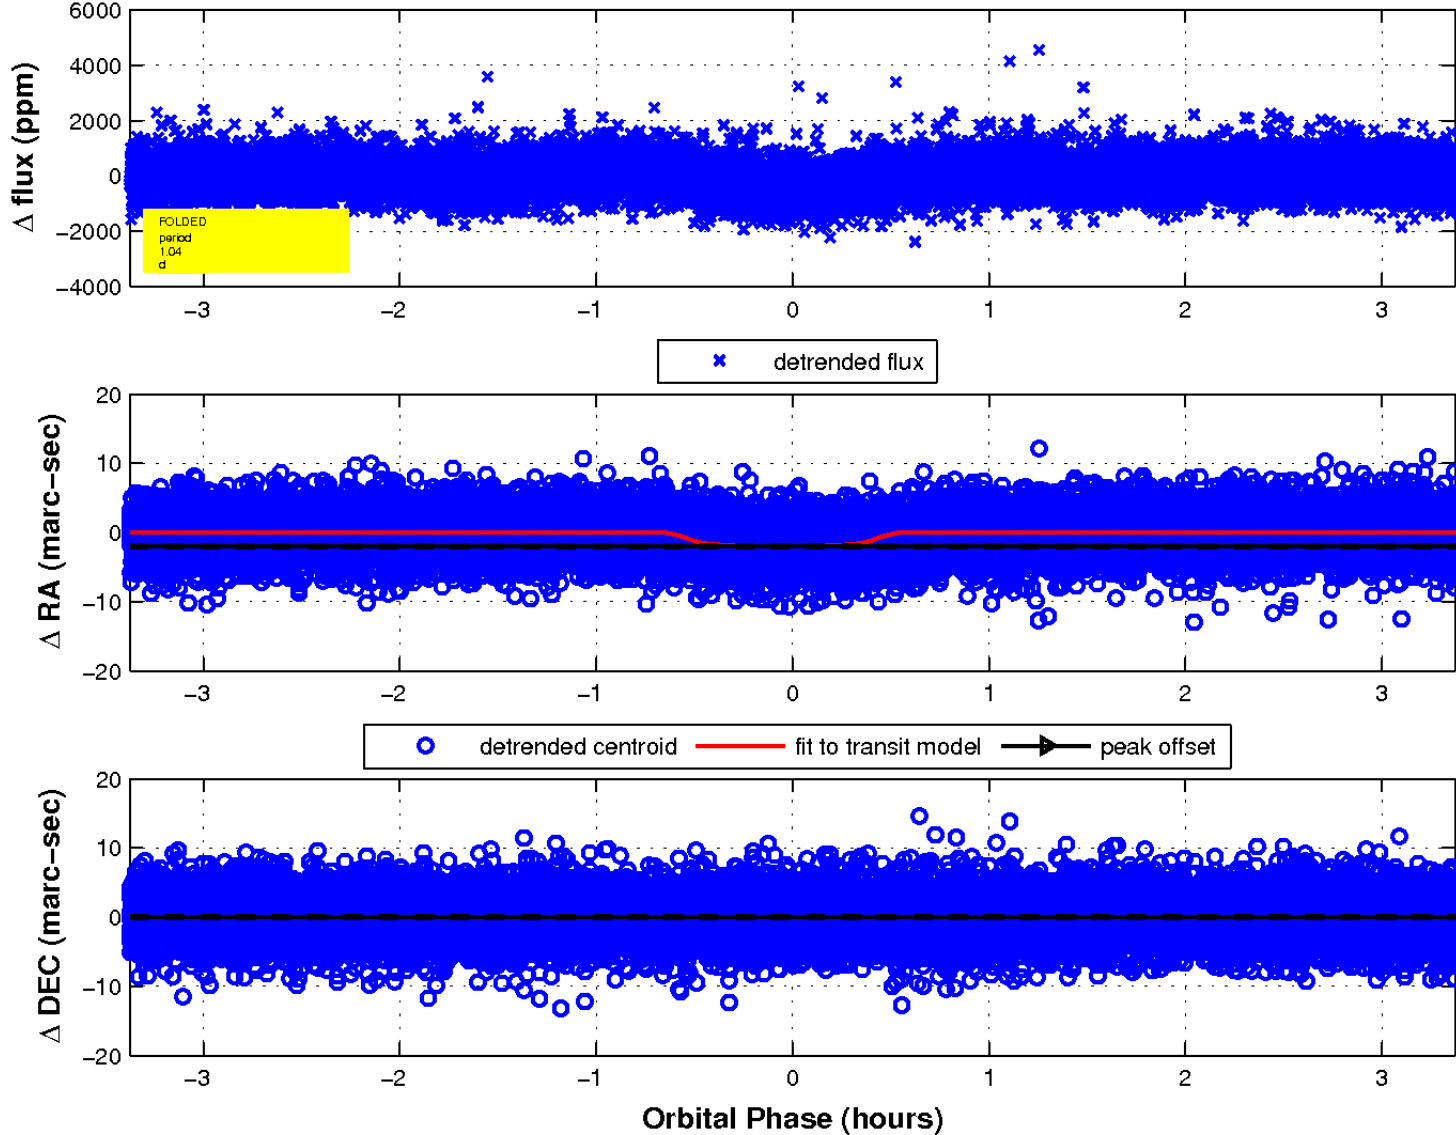 6000
4000
2000
0
−2000
−4000
Δ flux (ppm)
FOLDED
period
1.04
d
−3 −2 −1 0 1 2 3
detrended flux
20
10
0
−10
−20
Δ RA (marc−sec)
−3 −2 −1 0 1 2 3
detrended centroid fit to transit model peak offset
20
10
0
−10
−20
Δ DEC (marc−sec)
−3 −2 −1 0 1 2 3
Orbital Phase (hours)